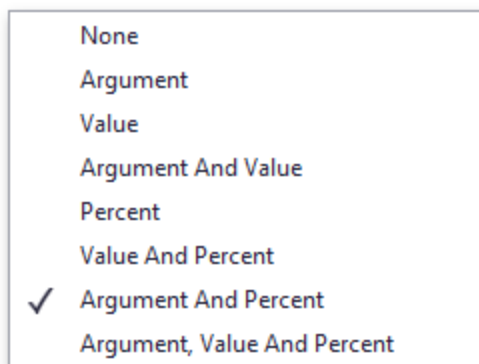 None
Argument
Value
Argument And Value
Percent
Value And Percent
Argument And Percent
Argument, Value And Percent